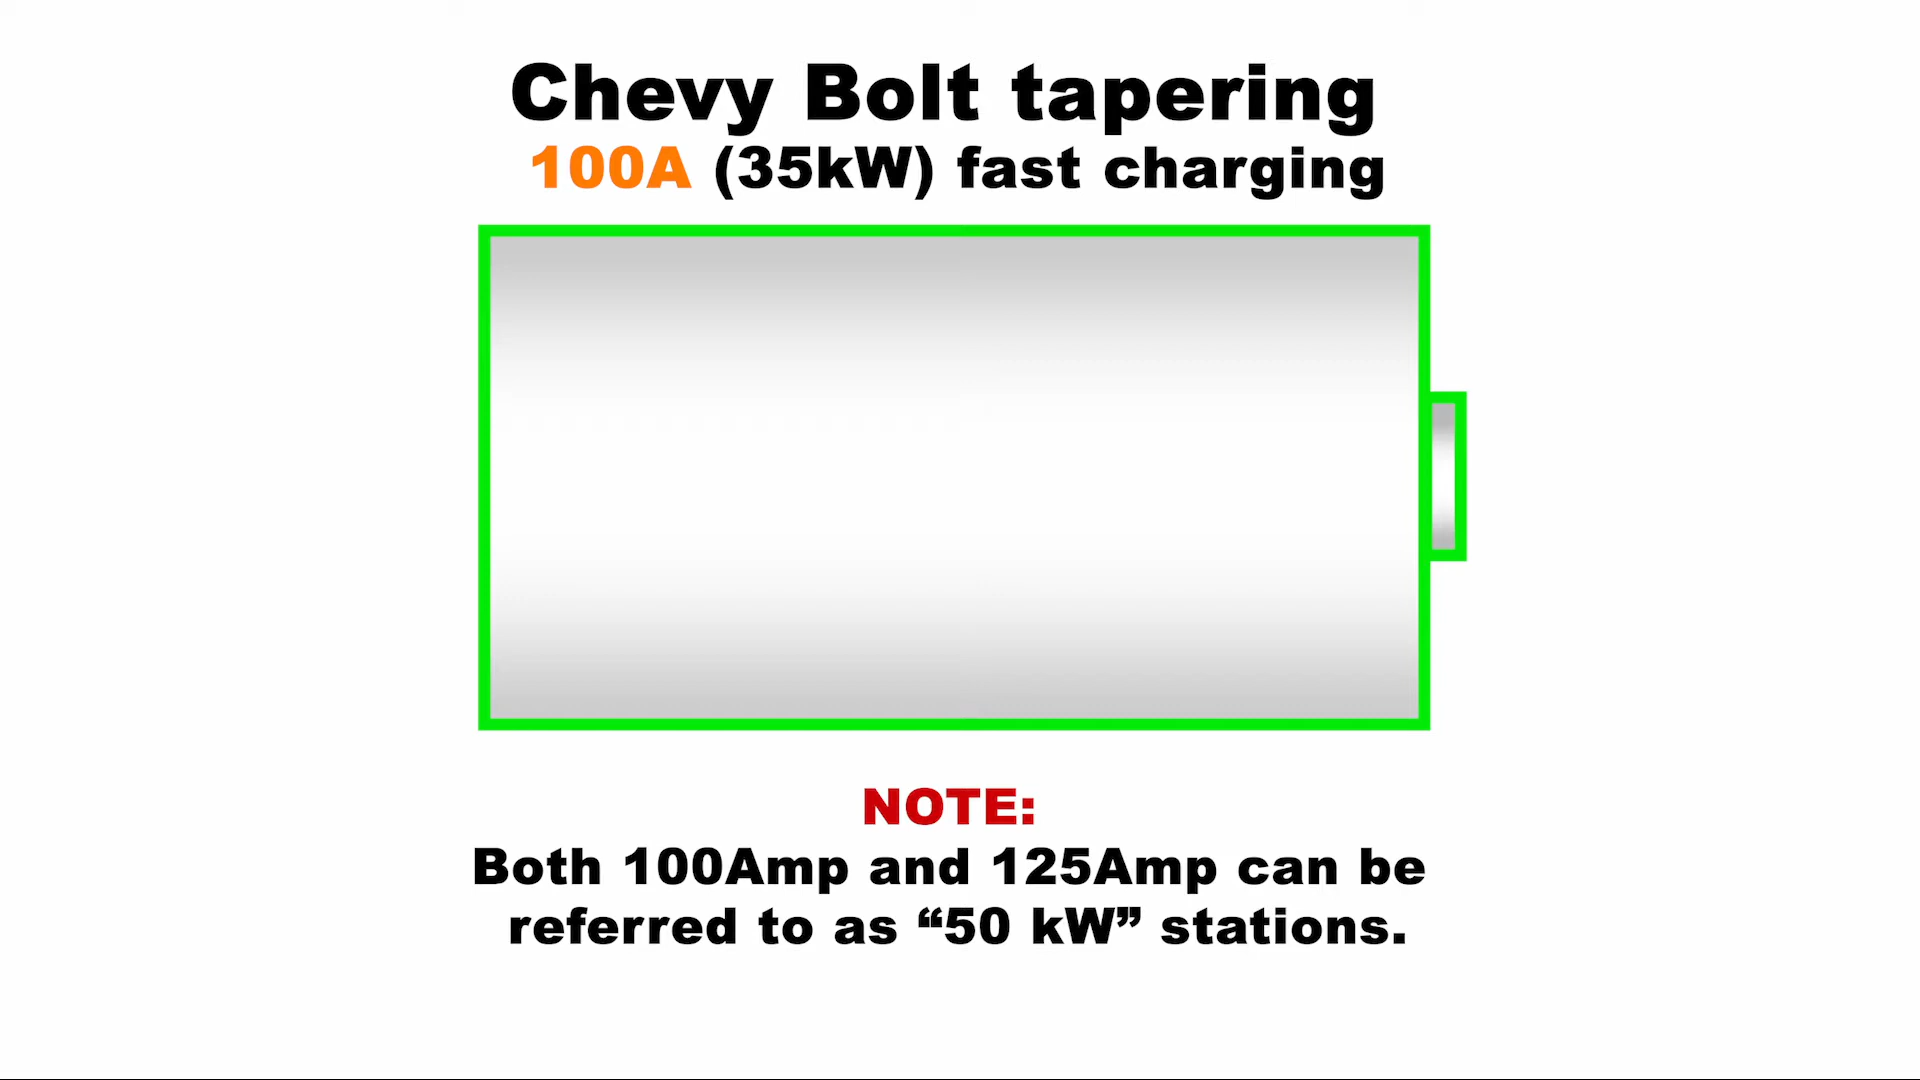 Chevy Bolt tapering
100A (35kW) fast charging
NOTE:
Both 100Amp and 125Amp can be
referred to as “50 kW” stations.